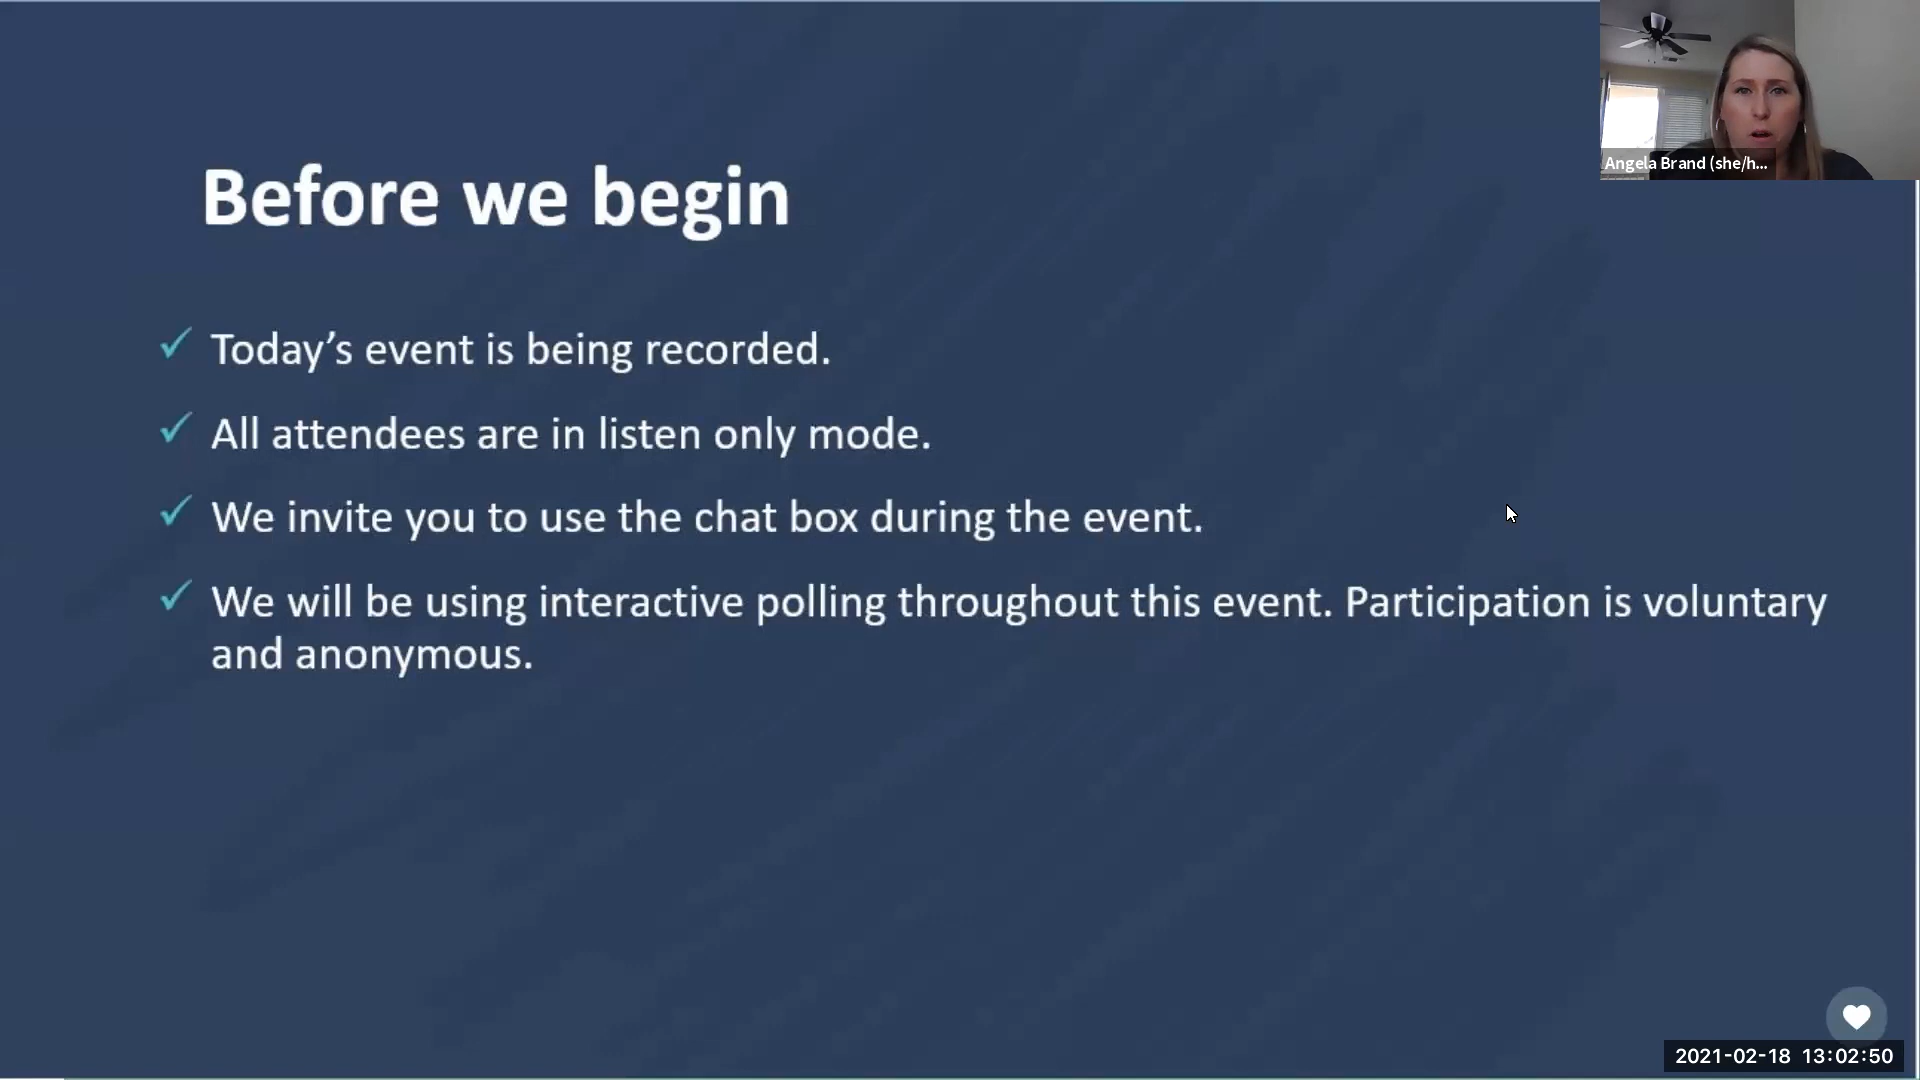 Angela Brand (she/h...
Before we begin
✓ Today’s event is being recorded.
✓ All attendees are in listen only mode.
✓ We invite you to use the chat box during the event.
✓ We will be using interactive polling throughout this event. Participation is voluntary
and anonymous.
2021-02-18 13:02:50